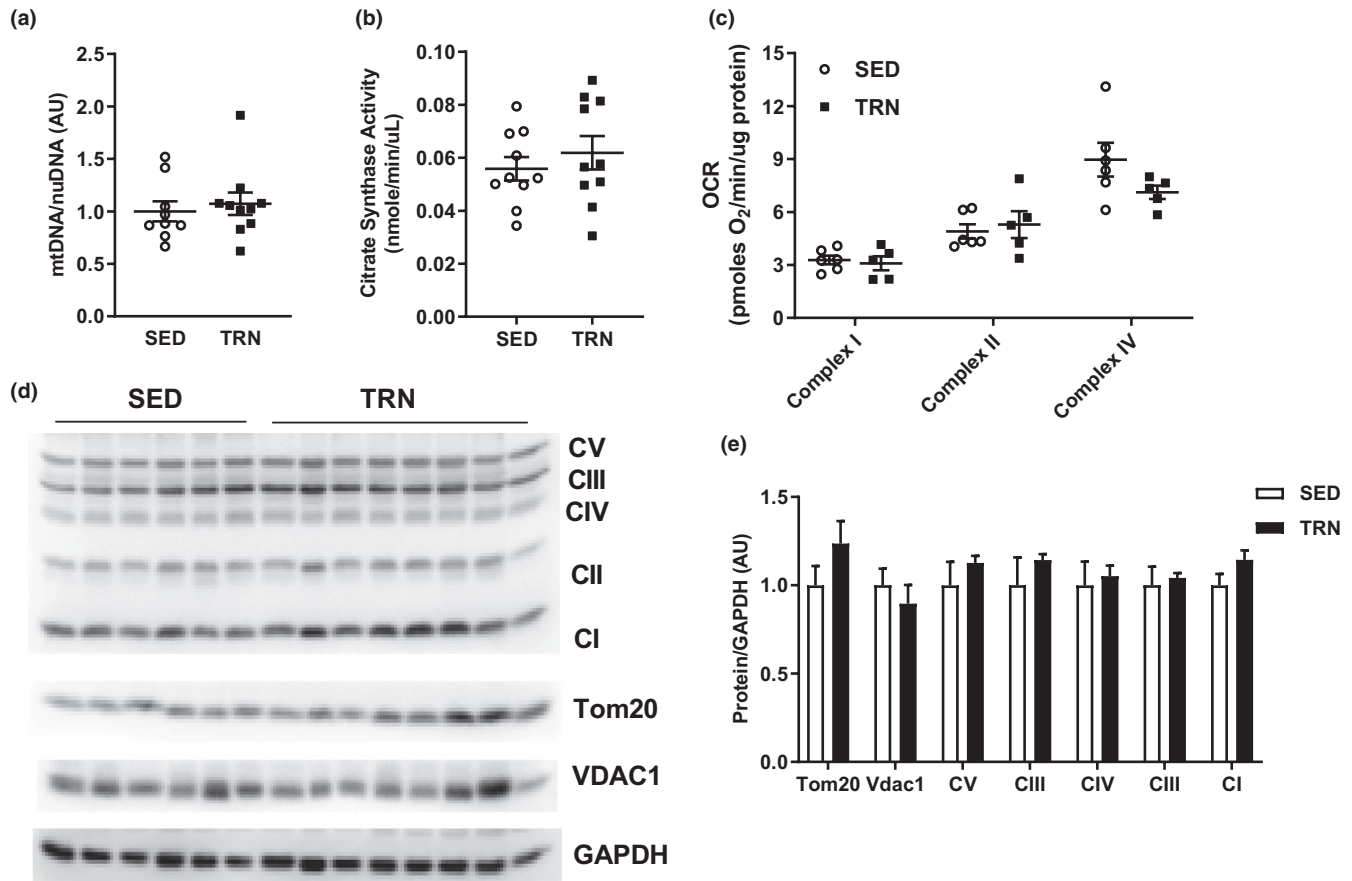 (a)
mtDNA/nuDNA (AU)
2.5
2.0
1.5
1.0
0.5
0.0
SED TRN
(b)
Citrate Synthase Activity
(nmole/min/uL)
0.10
0.08
0.06
0.04
0.02
0.00
SED TRN
(c)
OCR
(pmoles O₂/min/ug protein)
15
12
9
6
3
0
SED
TRN
Complex I
Complex II
Complex IV
(d)
SED TRN
CV
CIII
CIV
CII
CI
Tom20
VDAC1
GAPDH
(e)
Protein/GAPDH (AU)
1.5
1.0
0.5
0.0
SED
TRN
Tom20 Vdac1 CV CIII CIV CIII CI